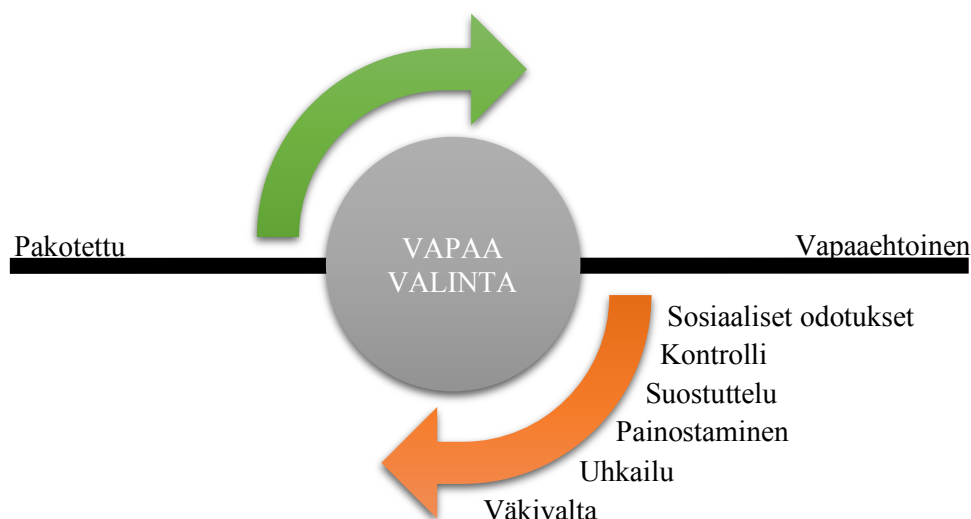 Pakotettu
VAPAA
VALINTA
Vapaaehtoinen
Sosiaaliset odotukset
Kontrolli
Suostuttelu
Painostaminen
Uhkailu
Väkivalta